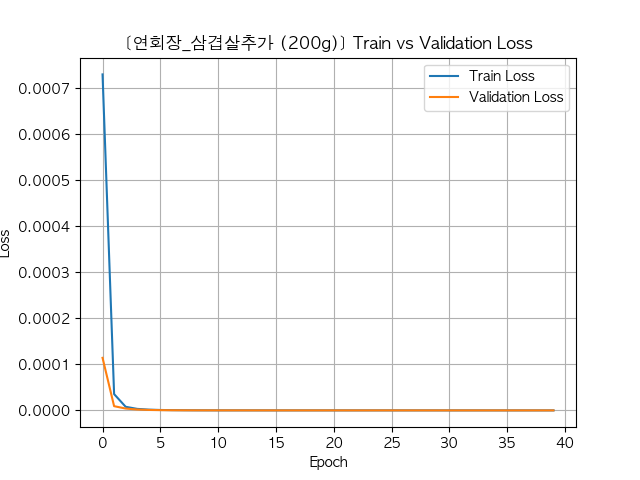 [연회장_삼겹살추가 (200g)] Train vs Validation Loss
Train Loss
Validation Loss
Loss
0.0007
0.0006
0.0005
0.0004
0.0003
0.0002
0.0001
0.0000
0 5 10 15 20 25 30 35 40
Epoch